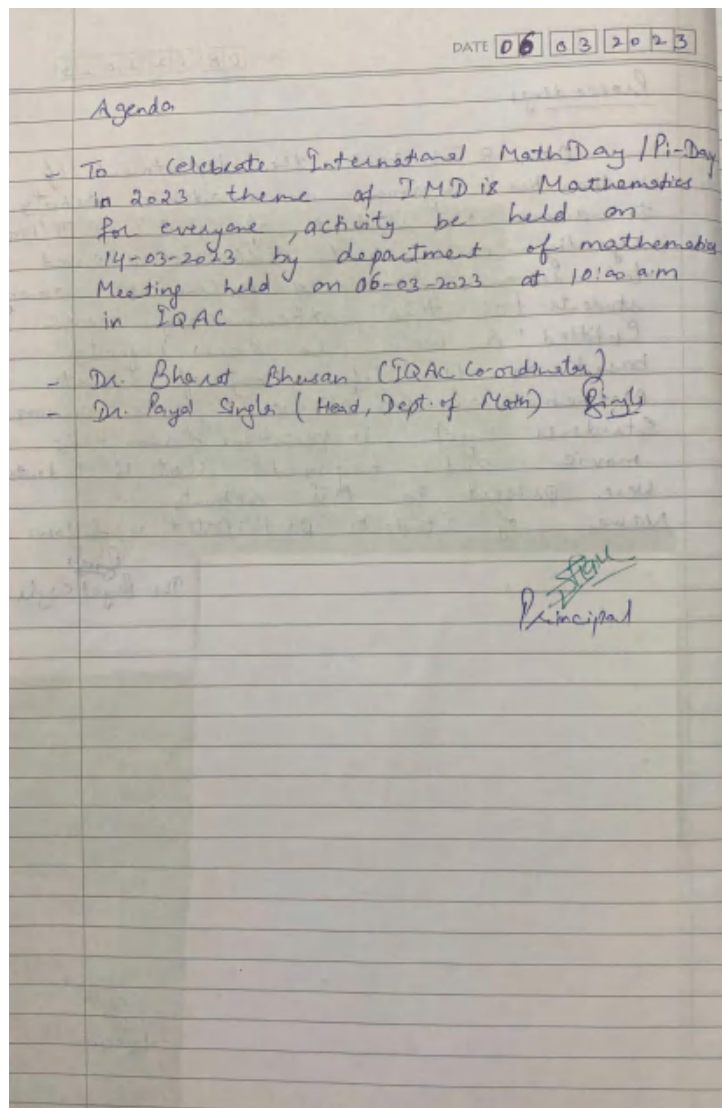 DATE 06 03 2023
Agenda
- To celebrate International Math Day / Pi-Day
in 2023 theme of IMD is Mathematics
for everyone, activity be held on
14-03-2023 by department of mathematics
Meeting held on 06-03-2023 at 10:00 a.m
in IQAC
- Dr. Bharat Bhusan (IQAC Co-ordinator)
- Dr. Payal Singla (Head, Dept. of Math) Singla
Principal